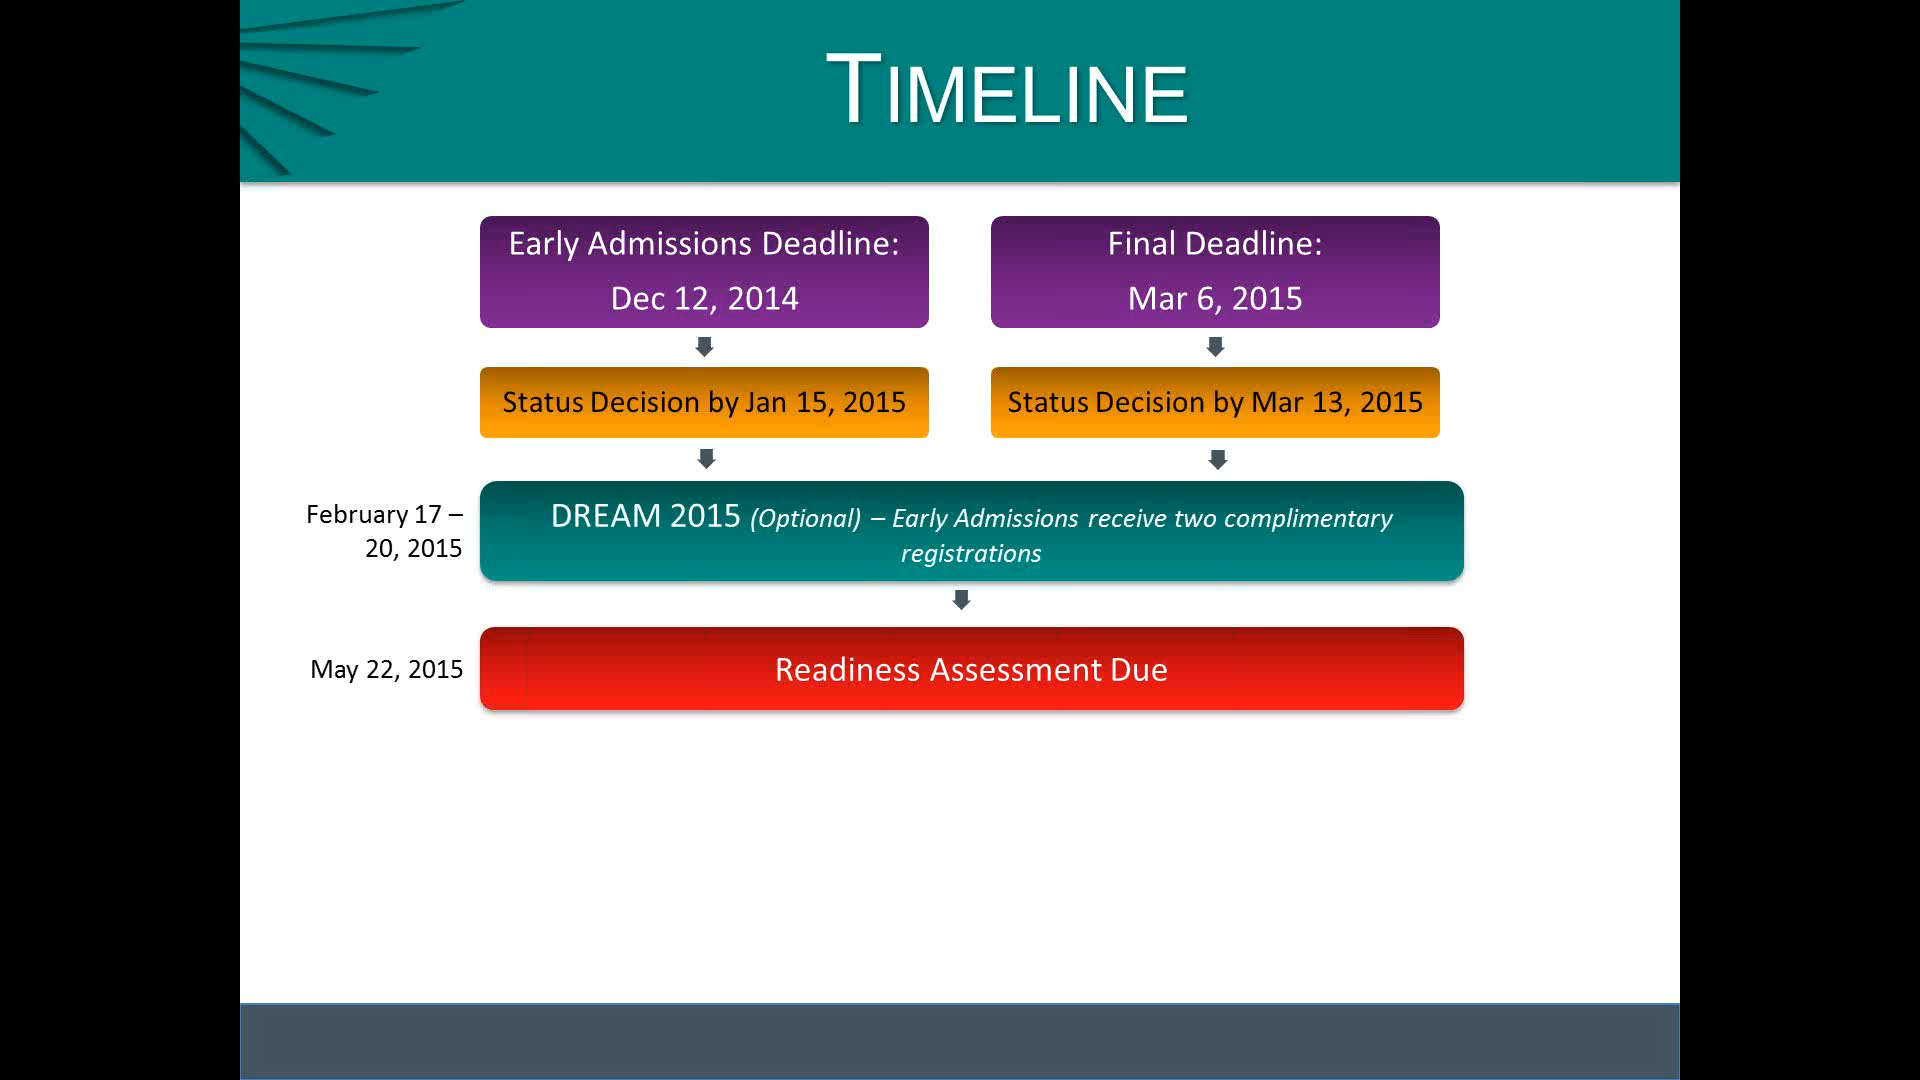 TIMELINE
Early Admissions Deadline:
Dec 12, 2014
Final Deadline:
Mar 6, 2015
Status Decision by Jan 15, 2015
Status Decision by Mar 13, 2015
February 17 –
20, 2015
DREAM 2015 (Optional) – Early Admissions receive two complimentary
registrations
May 22, 2015
Readiness Assessment Due